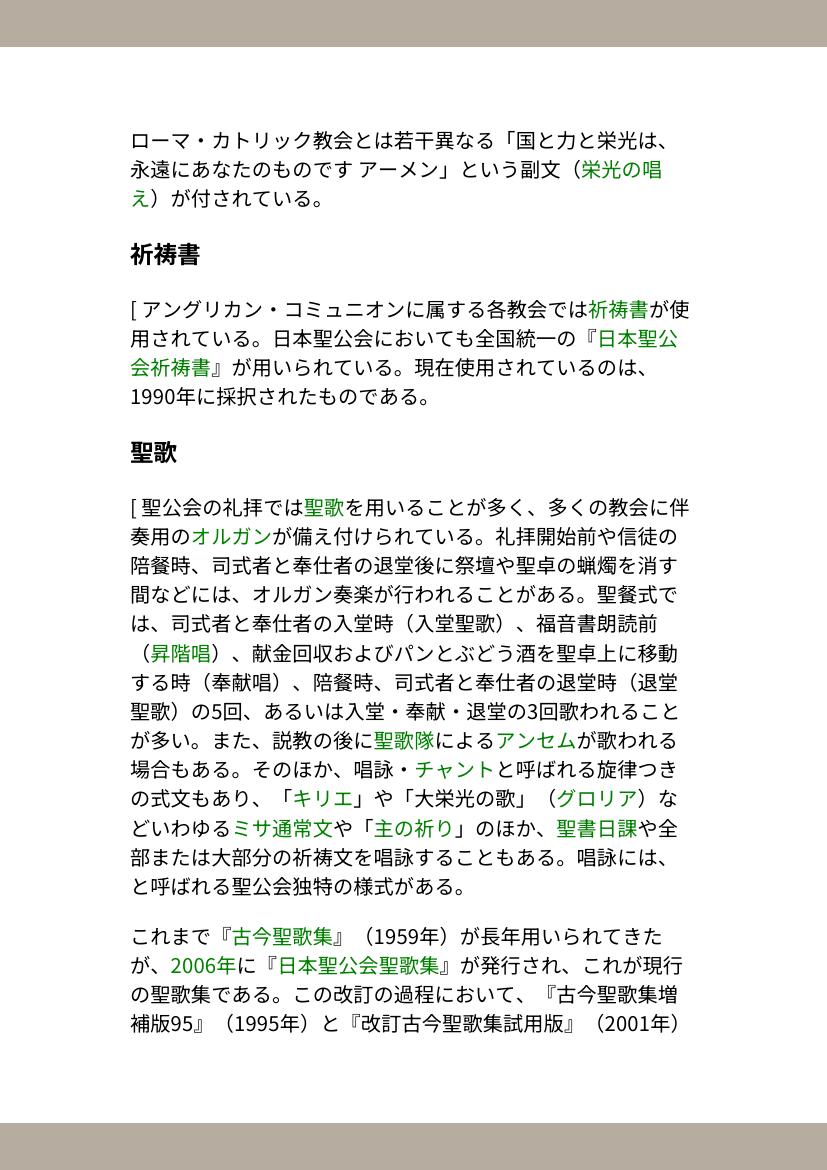 ローマ・カトリック教会とは若干異なる「国と力と栄光は、
永遠にあなたのものです アーメン」という副文（栄光の唱
え）が付されている。
祈祷書
[ アングリカン・コミュニオンに属する各教会では祈祷書が使
用されている。日本聖公会においても全国統一の『日本聖公
会祈祷書』が用いられている。現在使用されているのは、
1990年に採択されたものである。
聖歌
[ 聖公会の礼拝では聖歌を用いることが多く、多くの教会に伴
奏用のオルガンが備え付けられている。礼拝開始前や信徒の
陪餐時、司式者と奉仕者の退堂後に祭壇や聖卓の蝋燭を消す
間などには、オルガン奏楽が行われることがある。聖餐式で
は、司式者と奉仕者の入堂時（入堂聖歌）、福音書朗読前
（昇階唱）、献金回収およびパンとぶどう酒を聖卓上に移動
する時（奉献唱）、陪餐時、司式者と奉仕者の退堂時（退堂
聖歌）の5回、あるいは入堂・奉献・退堂の3回歌われること
が多い。また、説教の後に聖歌隊によるアンセムが歌われる
場合もある。そのほか、唱詠・チャントと呼ばれる旋律つき
の式文もあり、「キリエ」や「大栄光の歌」（グロリア）な
どいわゆるミサ通常文や「主の祈り」のほか、聖書日課や全
部または大部分の祈祷文を唱詠することもある。唱詠には、
と呼ばれる聖公会独特の様式がある。
これまで『古今聖歌集』（1959年）が長年用いられてきた
が、2006年に『日本聖公会聖歌集』が発行され、これが現行
の聖歌集である。この改訂の過程において、『古今聖歌集増
補版95』（1995年）と『改訂古今聖歌集試用版』（2001年）